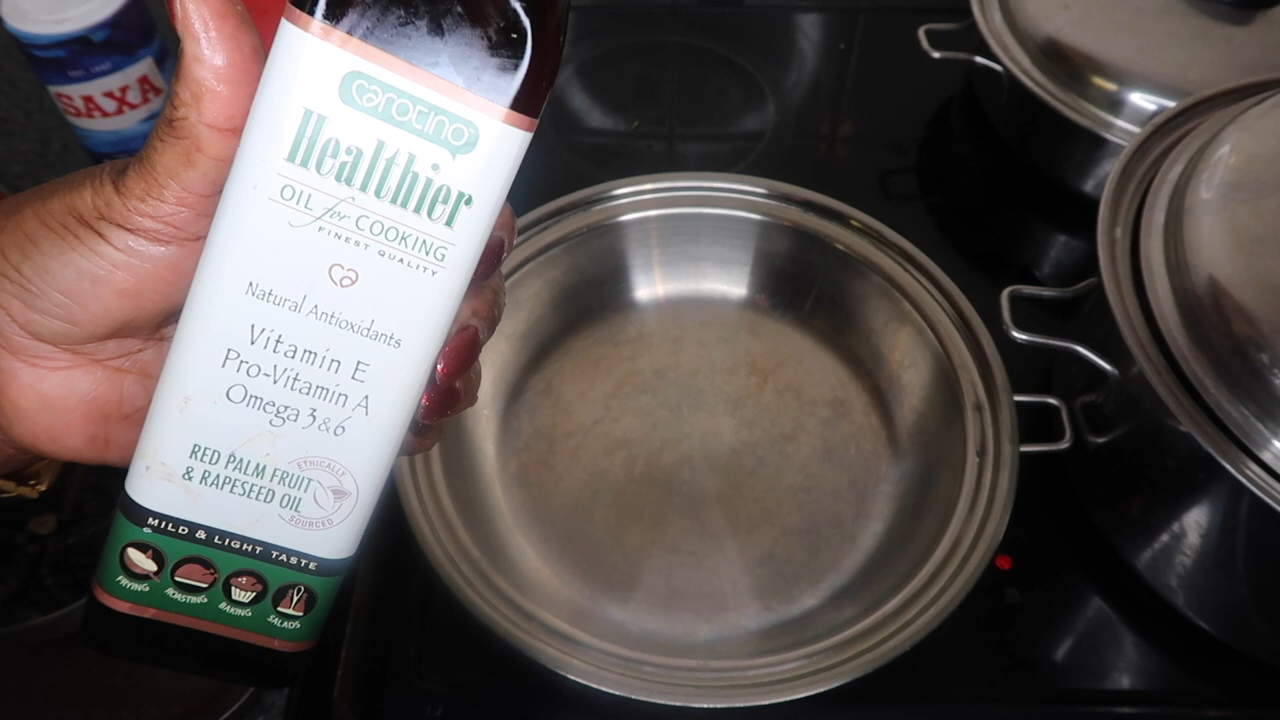 SAXA
carotino
Healthier
OIL for COOKING
FINEST QUALITY
Natural Antioxidants
Vitamin E
Pro-Vitamin A
Omega 3 & 6
RED PALM FRUIT
& RAPESEED OIL
ETHICALLY
SOURCED
MILD & LIGHT TASTE
FRYING ROASTING BAKING SALADS